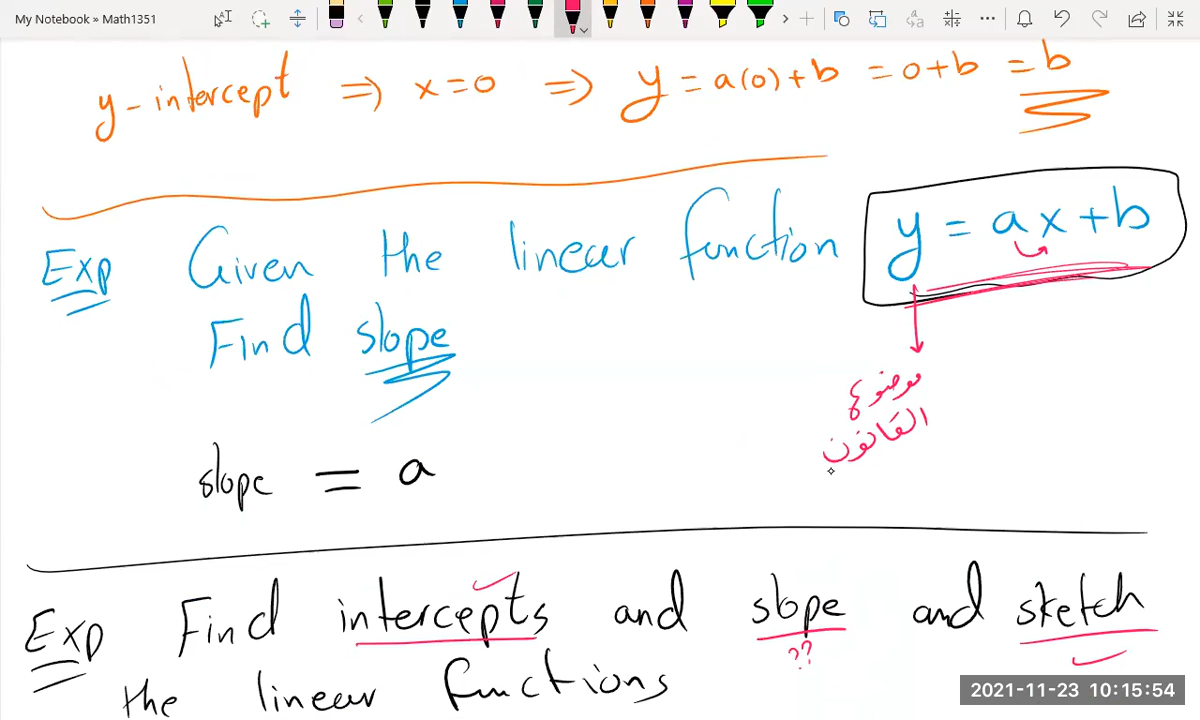 My Notebook » Math1351
y-intercept ⇒ x=0 ⇒ y = a(0)+b = 0+b = b
Exp Given the linear function y = ax+b
Find slope
موضوع
القانون
slope = a
Exp Find intercepts and slope and sketch
??
the linear functions
2021-11-23 10:15:54